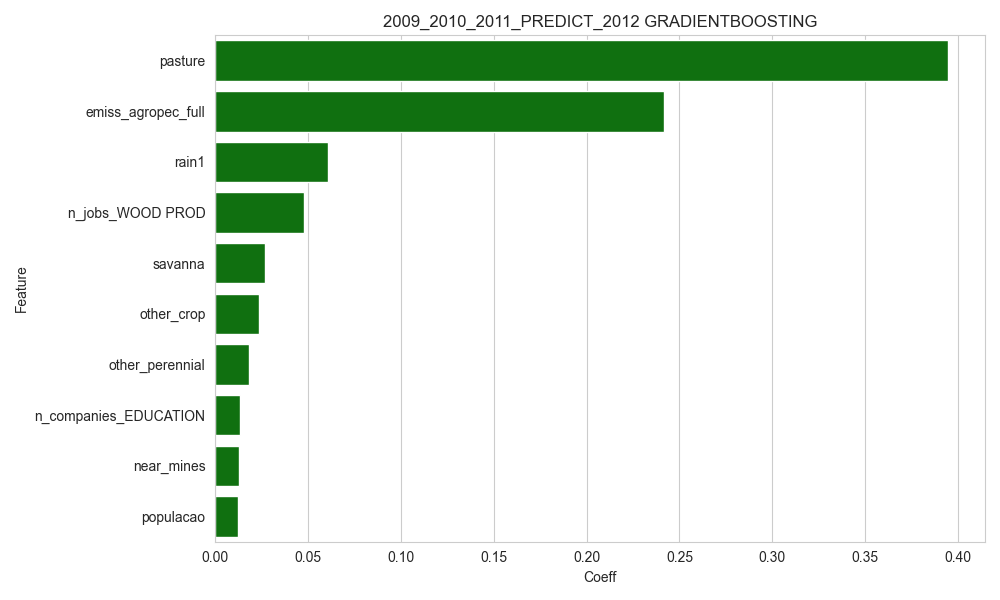 2009_2010_2011_PREDICT_2012 GRADIENTBOOSTING
Feature
pasture
emiss_agropec_full
rain1
n_jobs_WOOD PROD
savanna
other_crop
other_perennial
n_companies_EDUCATION
near_mines
populacao
0.00 0.05 0.10 0.15 0.20 0.25 0.30 0.35 0.40
Coeff